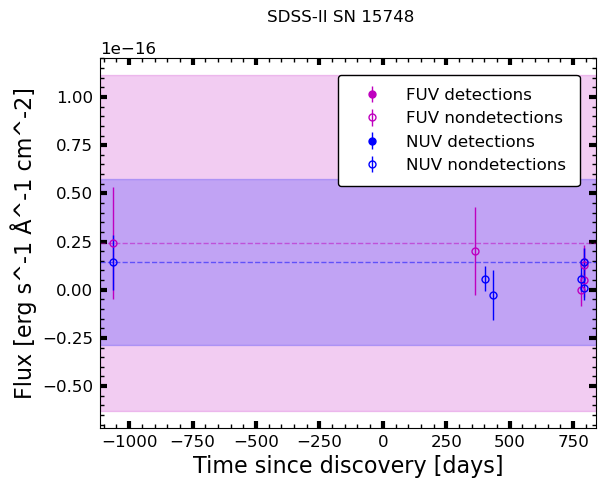 SDSS-II SN 15748
1e−16
FUV detections
FUV nondetections
NUV detections
NUV nondetections
1.00
0.75
0.50
0.25
0.00
−0.25
−0.50
Flux [erg s^-1 Å^-1 cm^-2]
−1000 −750 −500 −250 0 250 500 750
Time since discovery [days]